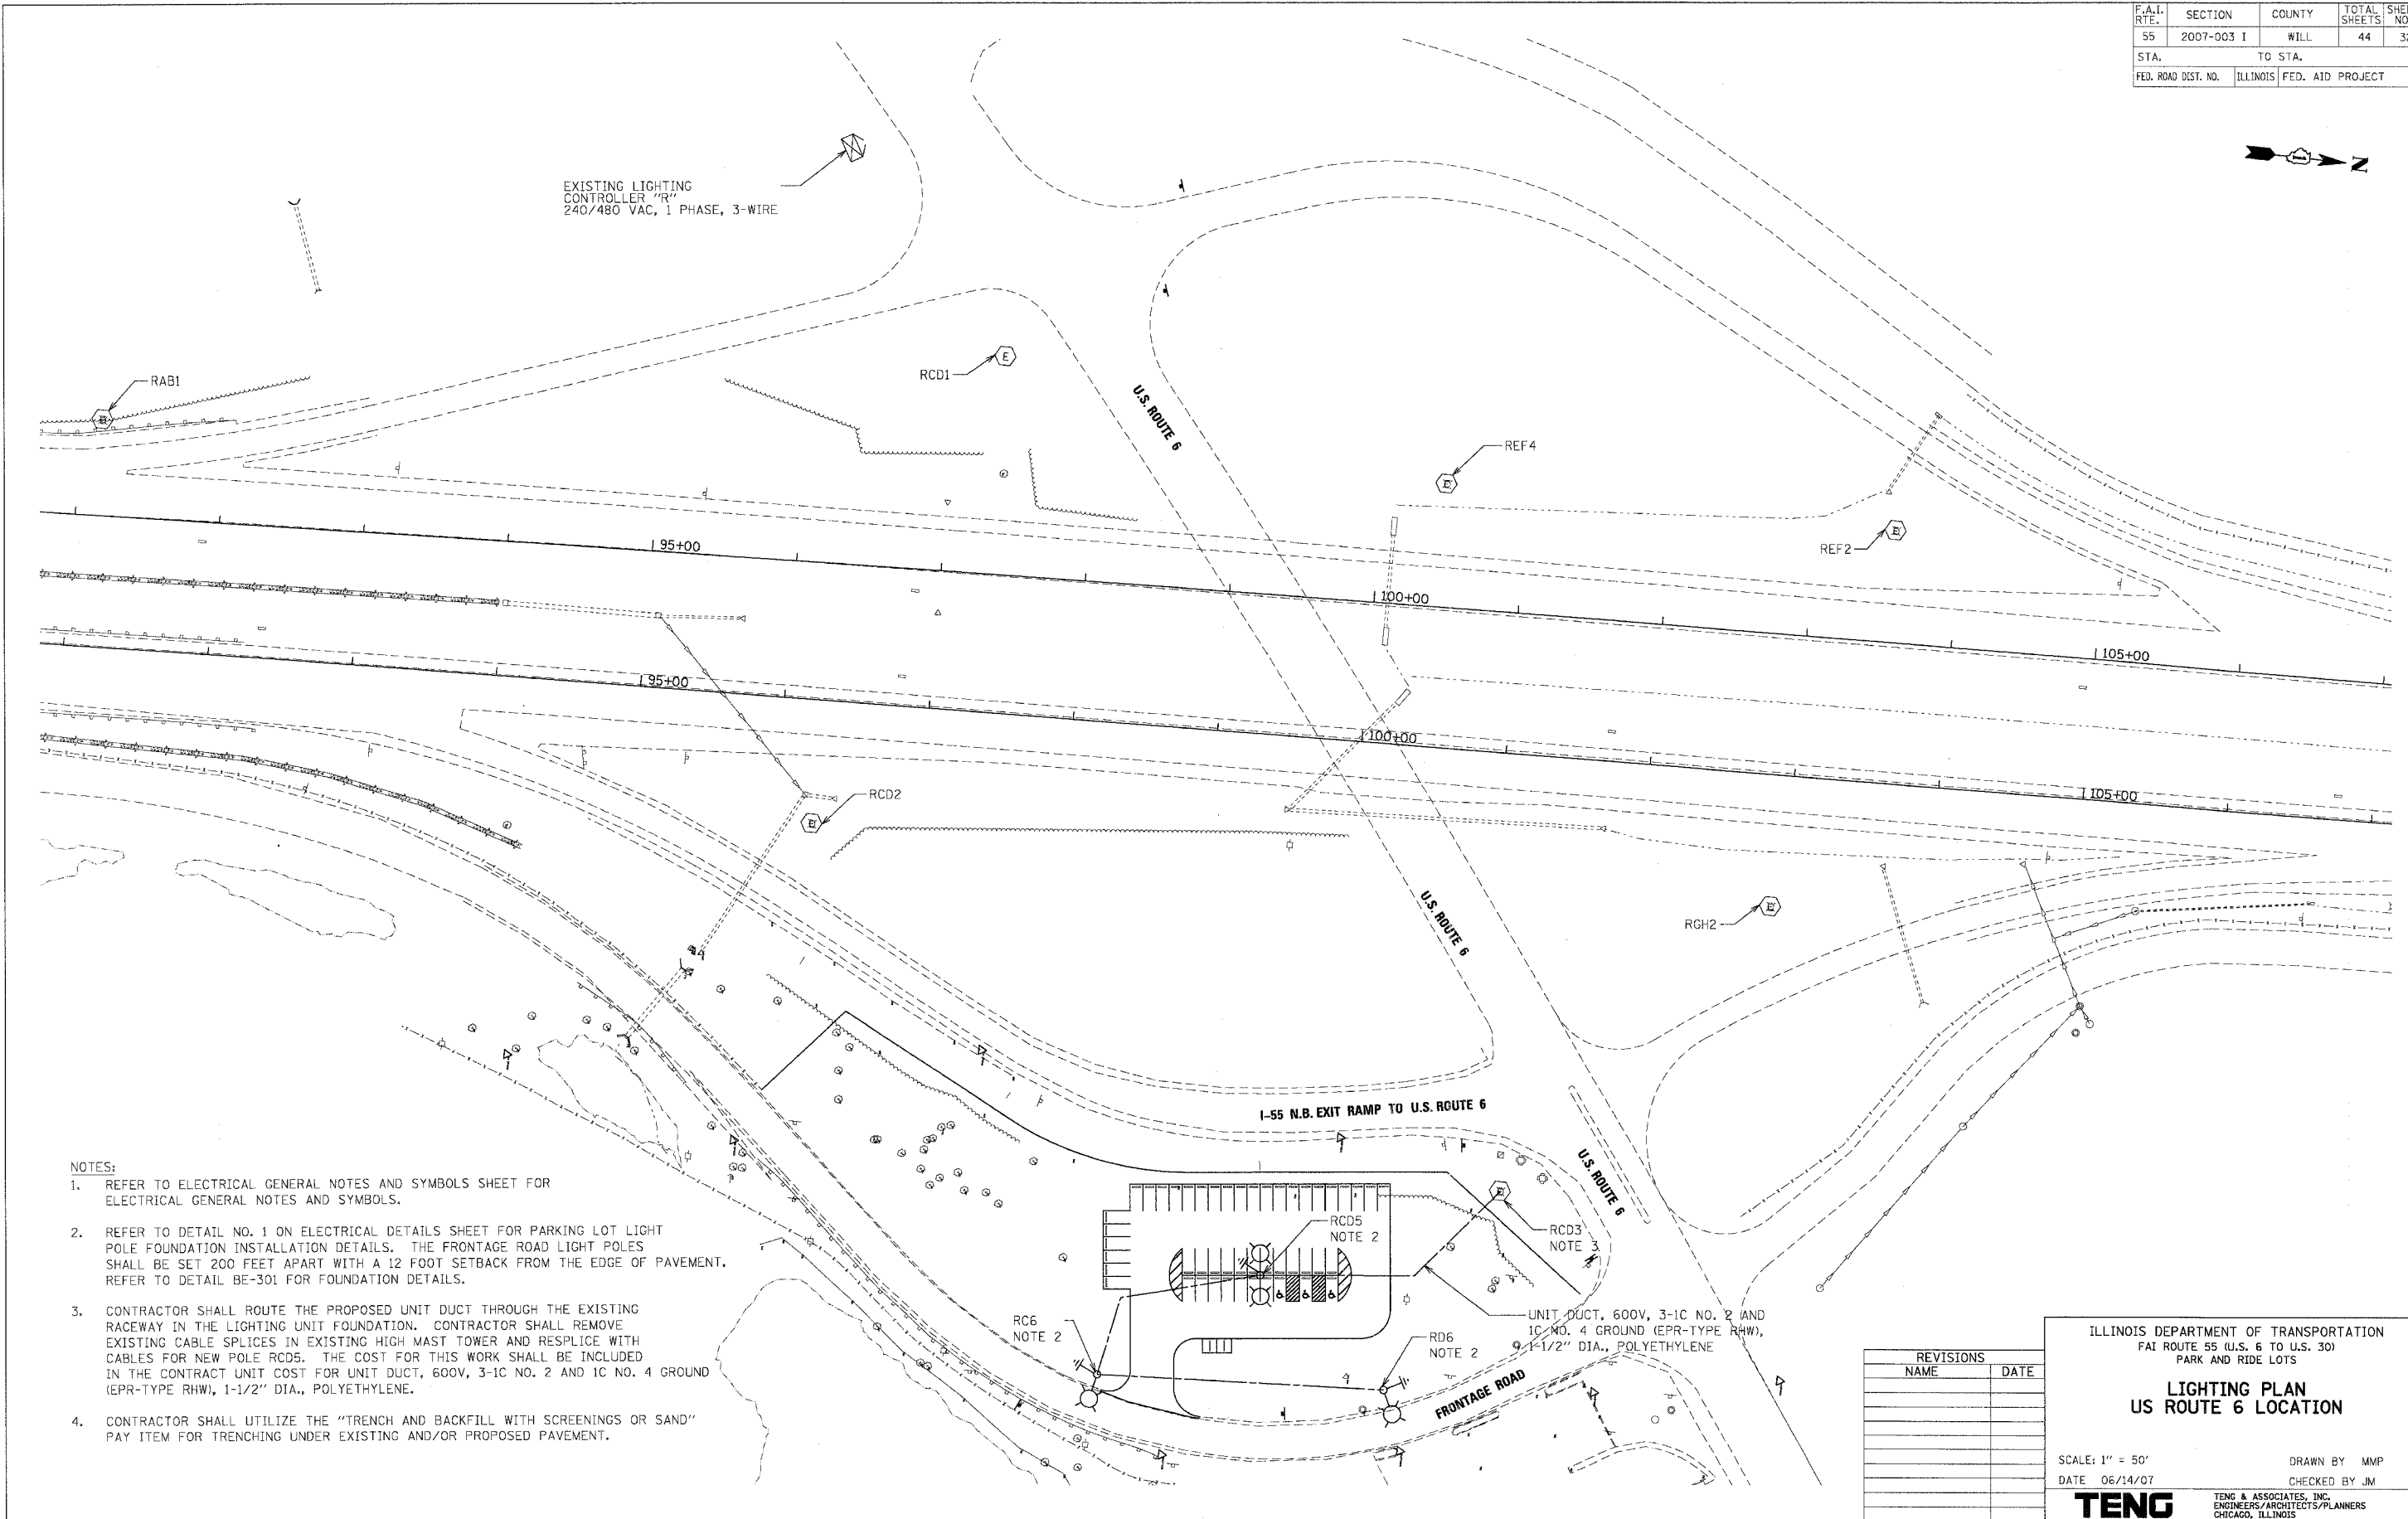 F.A.I. RTE. SECTION COUNTY TOTAL SHEETS
55 2007-003 I WILL 44
STA. TO STA.
FED. ROAD DIST. NO. ILLINOIS FED. AID PROJECT
N
EXISTING LIGHTING
CONTROLLER "R"
240/480 VAC, 1 PHASE, 3-WIRE
RAB1
RCD1
E
U.S. ROUTE 6
REF4
REF2
95+00
100+00
105+00
95+00
100+00
105+00
RCD2
U.S. ROUTE 6
RGH2
I-55 N.B. EXIT RAMP TO U.S. ROUTE 6
U.S. ROUTE 6
RCD5
NOTE 2
RCD3
NOTE 3
RC6
NOTE 2
RD6
NOTE 2
UNIT DUCT, 600V, 3-1C NO. 2 AND
1C NO. 4 GROUND (EPR-TYPE RHW),
1-1/2" DIA., POLYETHYLENE
FRONTAGE ROAD
NOTES:
1. REFER TO ELECTRICAL GENERAL NOTES AND SYMBOLS SHEET FOR
ELECTRICAL GENERAL NOTES AND SYMBOLS.
2. REFER TO DETAIL NO. 1 ON ELECTRICAL DETAILS SHEET FOR PARKING LOT LIGHT
POLE FOUNDATION INSTALLATION DETAILS. THE FRONTAGE ROAD LIGHT POLES
SHALL BE SET 200 FEET APART WITH A 12 FOOT SETBACK FROM THE EDGE OF PAVEMENT.
REFER TO DETAIL BE-301 FOR FOUNDATION DETAILS.
3. CONTRACTOR SHALL ROUTE THE PROPOSED UNIT DUCT THROUGH THE EXISTING
RACEWAY IN THE LIGHTING UNIT FOUNDATION. CONTRACTOR SHALL REMOVE
EXISTING CABLE SPLICES IN EXISTING HIGH MAST TOWER AND RESPLICE WITH
CABLES FOR NEW POLE RCD5. THE COST FOR THIS WORK SHALL BE INCLUDED
IN THE CONTRACT UNIT COST FOR UNIT DUCT, 600V, 3-1C NO. 2 AND 1C NO. 4 GROUND
(EPR-TYPE RHW), 1-1/2" DIA., POLYETHYLENE.
4. CONTRACTOR SHALL UTILIZE THE "TRENCH AND BACKFILL WITH SCREENINGS OR SAND"
PAY ITEM FOR TRENCHING UNDER EXISTING AND/OR PROPOSED PAVEMENT.
REVISIONS
NAME DATE
ILLINOIS DEPARTMENT OF TRANSPORTATION
FAI ROUTE 55 (U.S. 6 TO U.S. 30)
PARK AND RIDE LOTS
LIGHTING PLAN
US ROUTE 6 LOCATION
SCALE: 1" = 50' DRAWN BY MMP
DATE 06/14/07 CHECKED BY JM
TENG
TENG & ASSOCIATES, INC.
ENGINEERS/ARCHITECTS/PLANNERS
CHICAGO, ILLINOIS